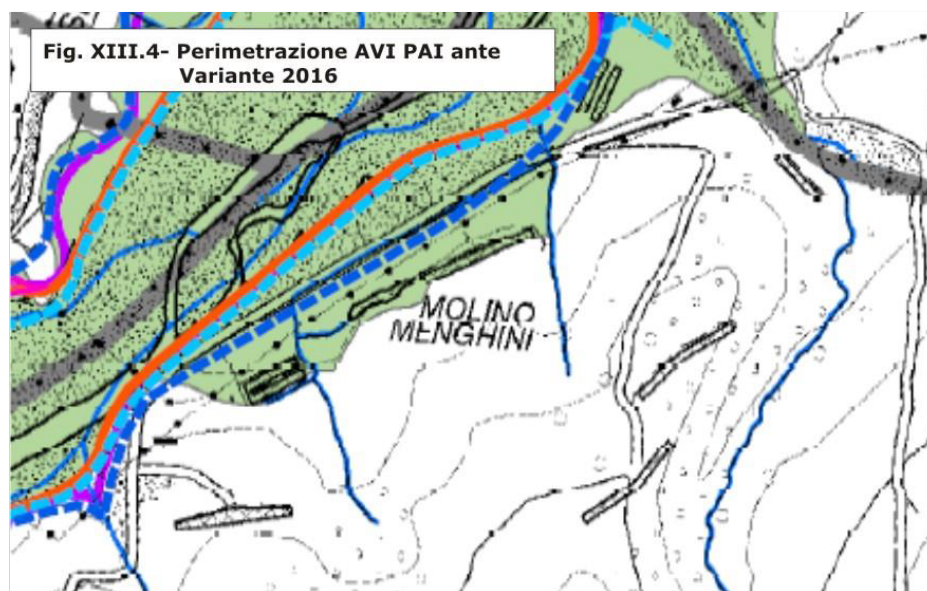 Fig. XIII.4- Perimetrazione AVI PAI ante
Variante 2016
MOLINO
MENGHINI